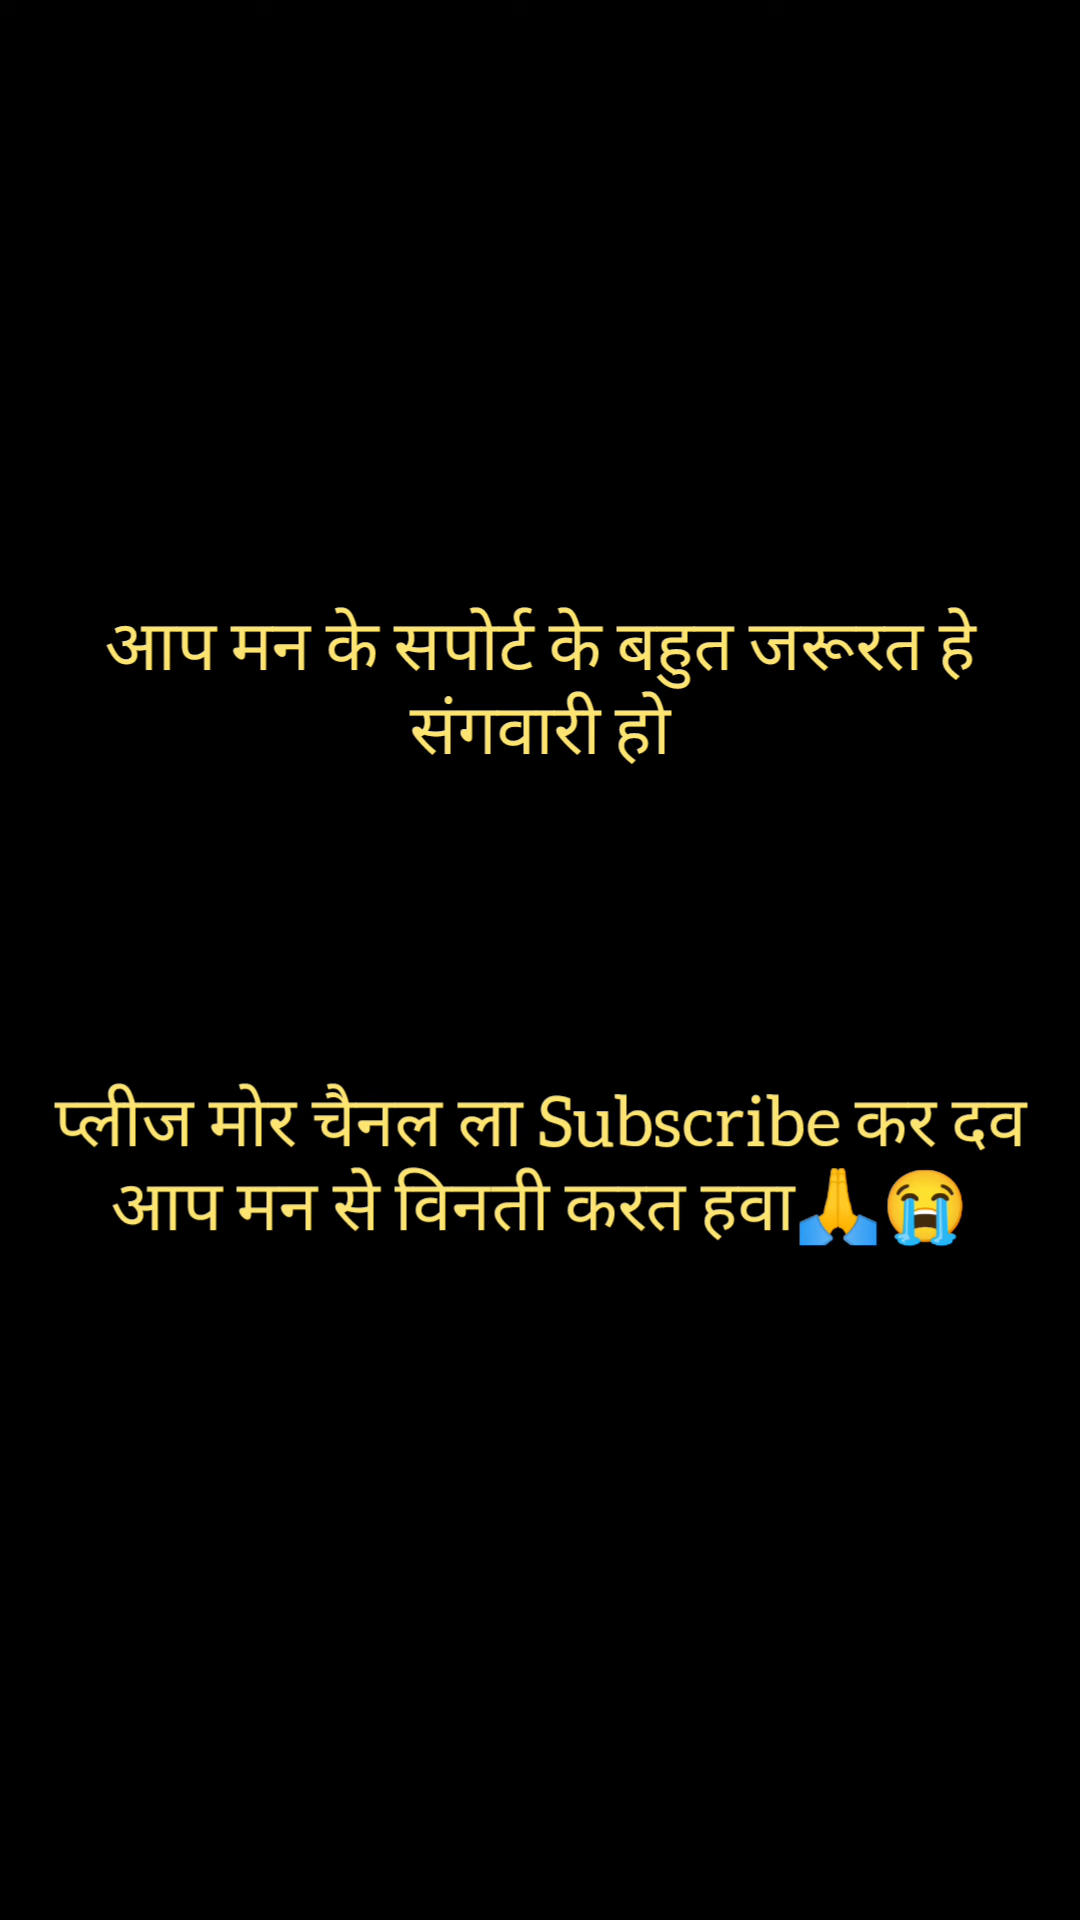 आप मन के सपोर्ट के बहुत जरूरत हे
संगवारी हो
प्लीज मोर चैनल ला Subscribe कर दव
आप मन से विनती करत हवा🙏😭